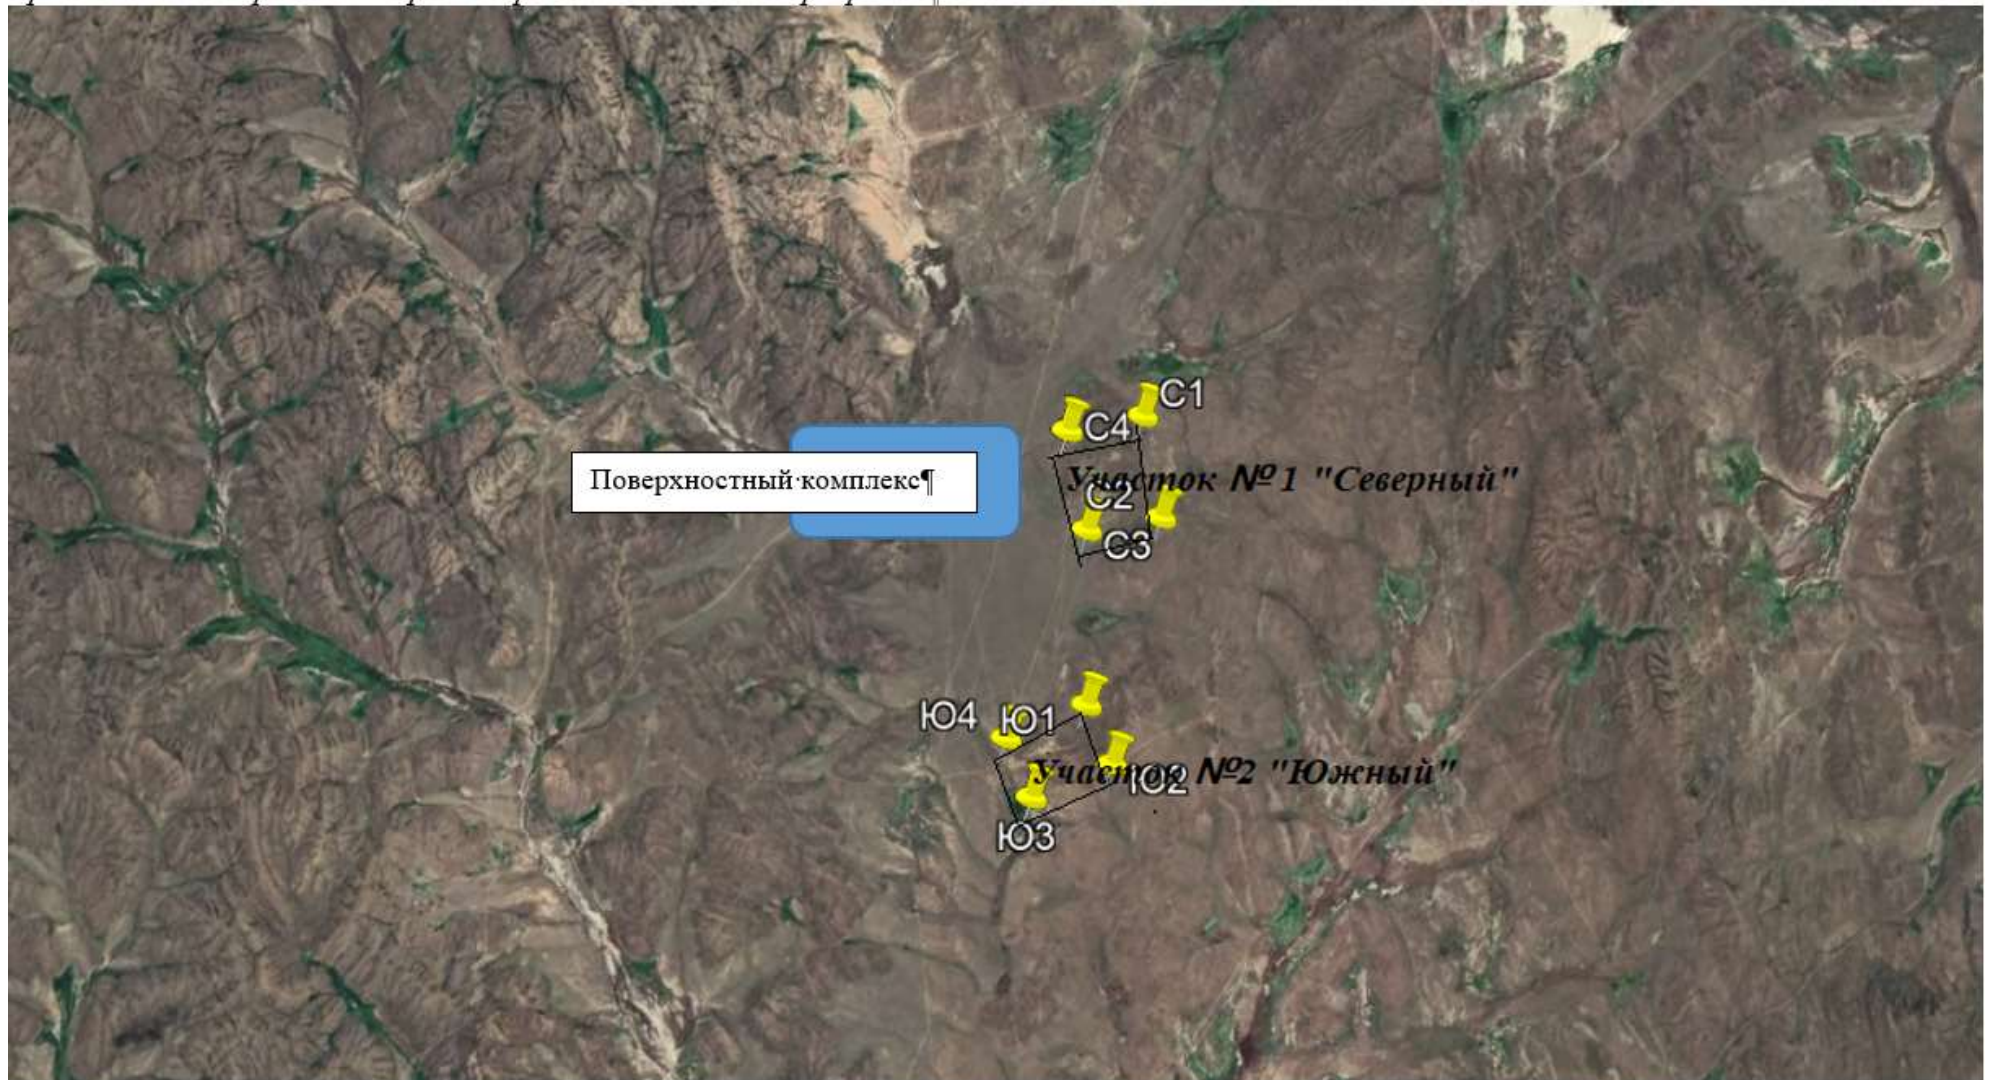 С1
С4
Поверхностный·комплекс¶
Участок №1 "Северный"
С2
С3
Ю4
Ю1
Участок №2 "Южный"
Ю2
Ю3